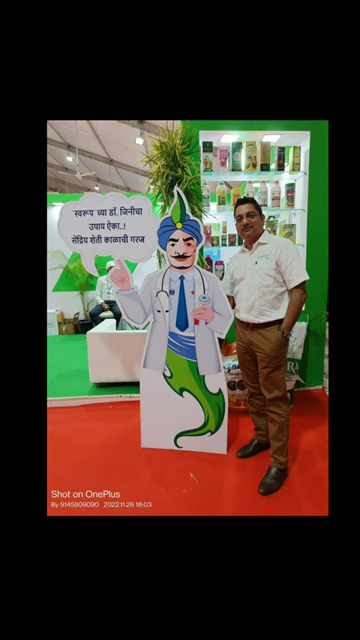 'स्वरूप' च्या डॉ. जिनीचा
उपाय ऐका..!
सेंद्रिय शेती काळाची गरज
Shot on OnePlus
By 9145809090 2022.11.26 18:03